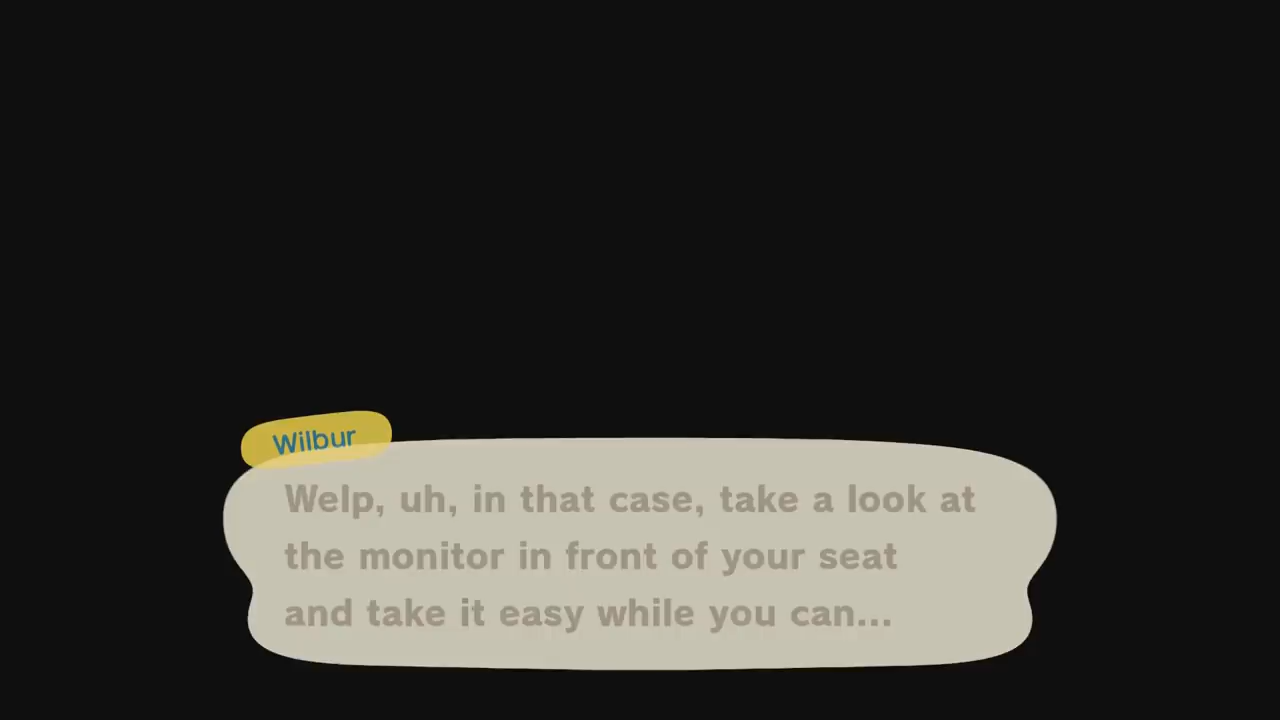 Wilbur
Welp, uh, in that case, take a look at
the monitor in front of your seat
and take it easy while you can...